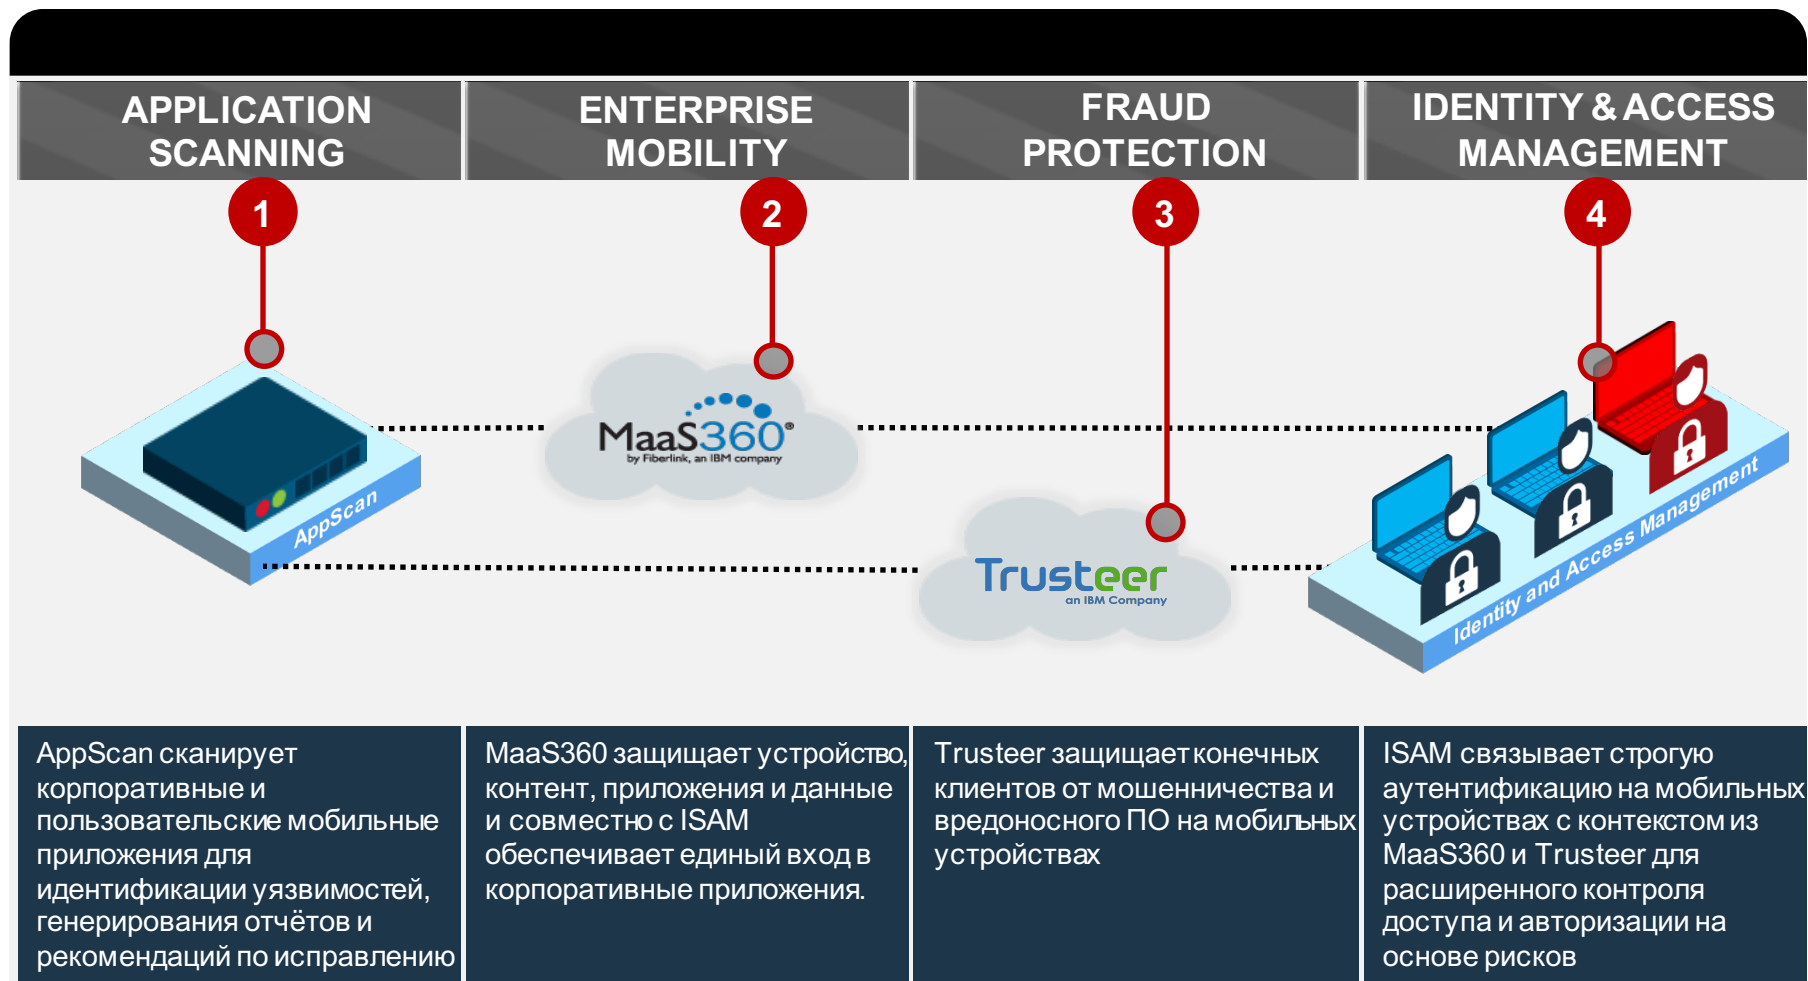 APPLICATION
SCANNING
ENTERPRISE
MOBILITY
FRAUD
PROTECTION
IDENTITY & ACCESS
MANAGEMENT
1
2
3
4
AppScan
MaaS360®
by Fiberlink, an IBM company
Trusteer
an IBM Company
Identity and Access Management
AppScan сканирует
корпоративные и
пользовательские мобильные
приложения для
идентификации уязвимостей,
генерирования отчётов и
рекомендаций по исправлению
MaaS360 защищает устройство,
контент, приложения и данные
и совместно с ISAM
обеспечивает единый вход в
корпоративные приложения.
Trusteer защищает конечных
клиентов от мошенничества и
вредоносного ПО на мобильных
устройствах
ISAM связывает строгую
аутентификацию на мобильных
устройствах с контекстом из
MaaS360 и Trusteer для
расширенного контроля
доступа и авторизации на
основе рисков